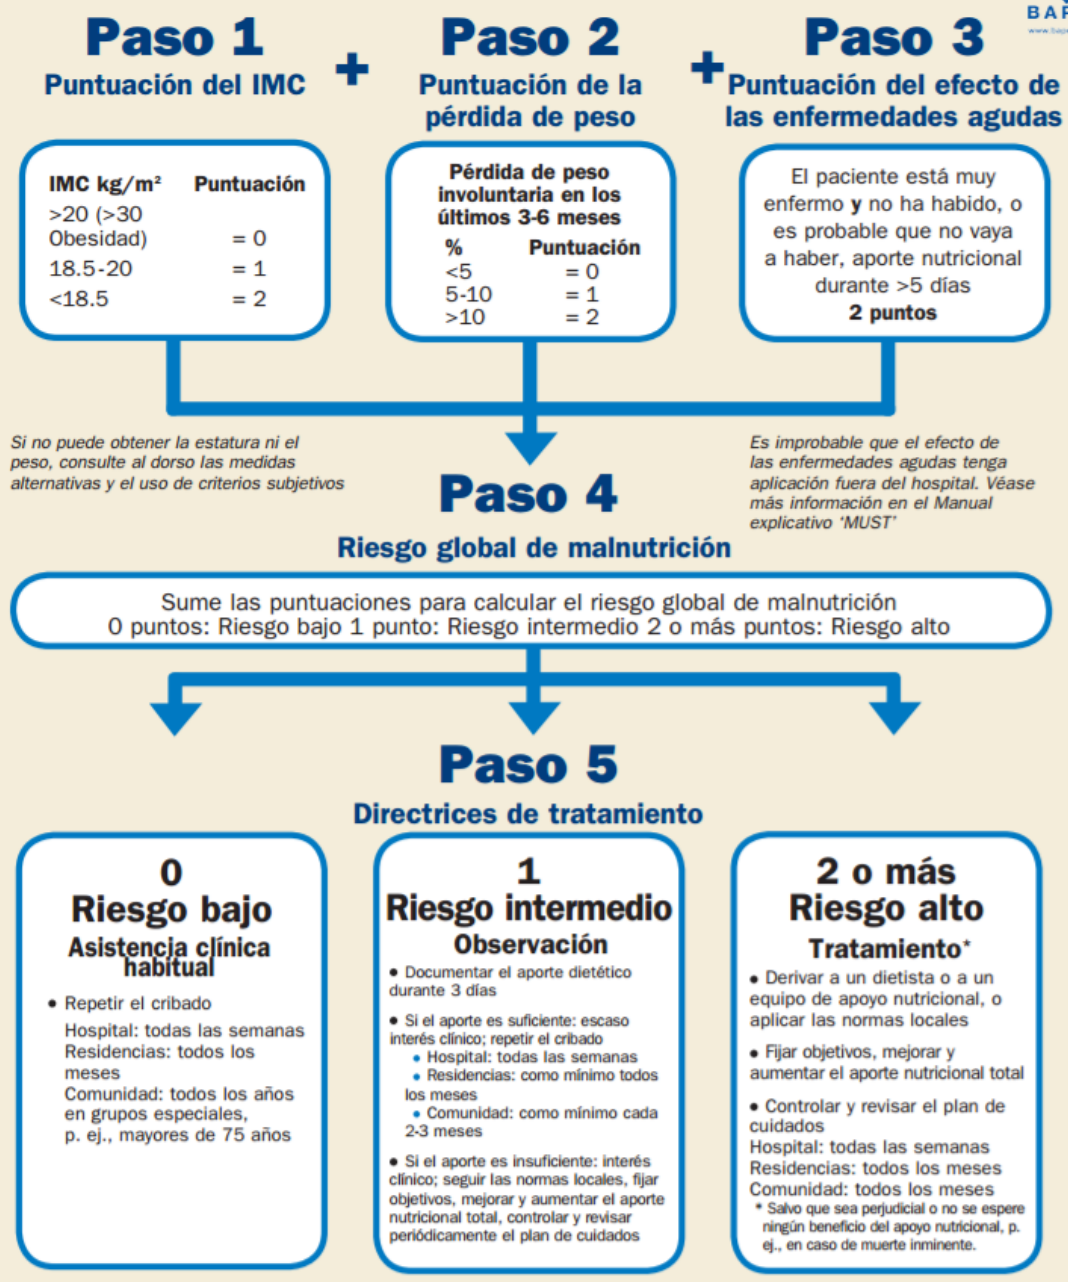 BAP
www.bap
Paso 1
Puntuación del IMC
+
Paso 2
Puntuación de la
pérdida de peso
+
Paso 3
Puntuación del efecto de
las enfermedades agudas
IMC kg/m² Puntuación
>20 (>30
Obesidad) = 0
18.5-20 = 1
<18.5 = 2
Pérdida de peso
involuntaria en los
últimos 3-6 meses
% Puntuación
<5 = 0
5-10 = 1
>10 = 2
El paciente está muy
enfermo y no ha habido, o
es probable que no vaya
a haber, aporte nutricional
durante >5 días
2 puntos
Si no puede obtener la estatura ni el
peso, consulte al dorso las medidas
alternativas y el uso de criterios subjetivos
Es improbable que el efecto de
las enfermedades agudas tenga
aplicación fuera del hospital. Véase
más información en el Manual
explicativo ‘MUST’
Paso 4
Riesgo global de malnutrición
Sume las puntuaciones para calcular el riesgo global de malnutrición
0 puntos: Riesgo bajo 1 punto: Riesgo intermedio 2 o más puntos: Riesgo alto
Paso 5
Directrices de tratamiento
0
Riesgo bajo
Asistencia clínica
habitual
• Repetir el cribado
Hospital: todas las semanas
Residencias: todos los
meses
Comunidad: todos los años
en grupos especiales,
p. ej., mayores de 75 años
1
Riesgo intermedio
Observación
• Documentar el aporte dietético
durante 3 días
• Si el aporte es suficiente: escaso
interés clínico; repetir el cribado
• Hospital: todas las semanas
• Residencias: como mínimo todos
los meses
• Comunidad: como mínimo cada
2-3 meses
• Si el aporte es insuficiente: interés
clínico; seguir las normas locales, fijar
objetivos, mejorar y aumentar el aporte
nutricional total, controlar y revisar
periódicamente el plan de cuidados
2 o más
Riesgo alto
Tratamiento*
• Derivar a un dietista o a un
equipo de apoyo nutricional, o
aplicar las normas locales
• Fijar objetivos, mejorar y
aumentar el aporte nutricional total
• Controlar y revisar el plan de
cuidados
Hospital: todas las semanas
Residencias: todos los meses
Comunidad: todos los meses
* Salvo que sea perjudicial o no se espere
ningún beneficio del apoyo nutricional, p.
ej., en caso de muerte inminente.